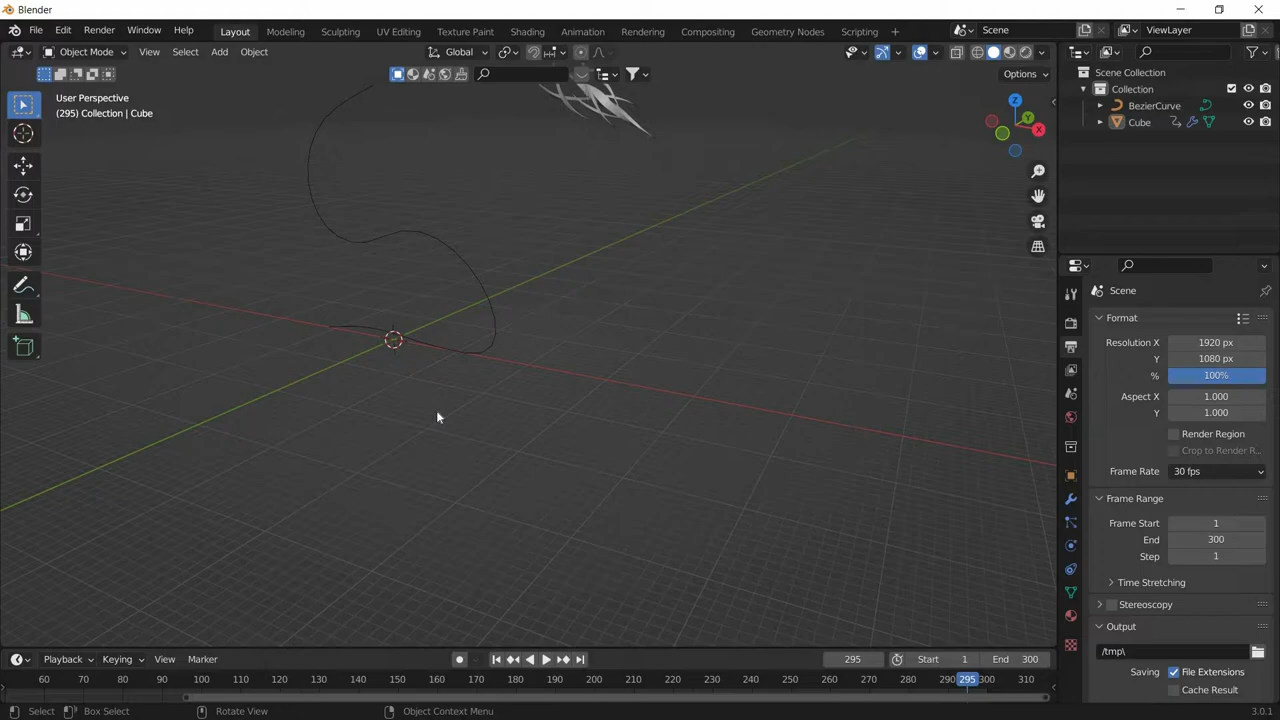 Blender
File Edit Render Window Help Layout Modeling Sculpting UV Editing Texture Paint Shading Animation Rendering Compositing Geometry Nodes Scripting Scene ViewLayer
Object Mode View Select Add Object Global
Options
User Perspective
(295) Collection | Cube
Z
Y
X
Scene Collection
Collection
BezierCurve
Cube
Scene
Format
Resolution X 1920 px
Y 1080 px
% 100%
Aspect X 1.000
Y 1.000
Render Region
Crop to Render R...
Frame Rate 30 fps
Frame Range
Frame Start 1
End 300
Step 1
Time Stretching
Stereoscopy
Output
/tmp\
Saving File Extensions
Cache Result
Playback Keying View Marker 295 Start 1 End 300
60 70 80 90 100 110 120 130 140 150 160 170 180 190 200 210 220 230 240 250 260 270 280 290 295 300 310
Select Box Select Rotate View Object Context Menu 3.0.1